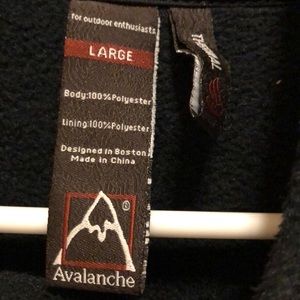 for outdoor enthusiasts
LARGE
Body:100%Polyester
Lining:100%Polyester
Designed in Boston
Made in China
®
Avalanche